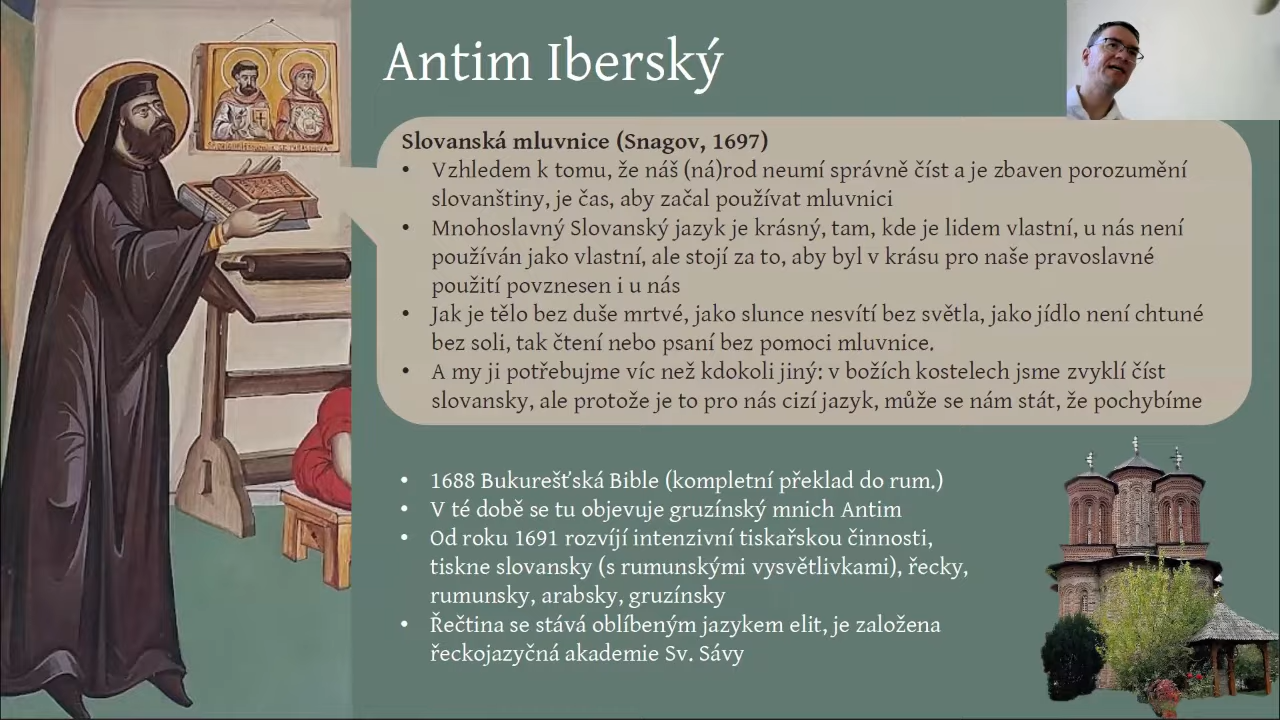 Antim Iberský
Slovanská mluvnice (Snagov, 1697)
• Vzhledem k tomu, že náš (ná)rod neumí správně číst a je zbaven porozumění
slovanštiny, je čas, aby začal používat mluvnici
• Mnohoslavný Slovanský jazyk je krásný, tam, kde je lidem vlastní, u nás není
používán jako vlastní, ale stojí za to, aby byl v krásu pro naše pravoslavné
použití povznesen i u nás
• Jak je tělo bez duše mrtvé, jako slunce nesvítí bez světla, jako jídlo není chtuné
bez soli, tak čtení nebo psaní bez pomoci mluvnice.
• A my ji potřebujme víc než kdokoli jiný: v božích kostelech jsme zvyklí číst
slovansky, ale protože je to pro nás cizí jazyk, může se nám stát, že pochybíme
• 1688 Bukurešťská Bible (kompletní překlad do rum.)
• V té době se tu objevuje gruzínský mnich Antim
• Od roku 1691 rozvíjí intenzivní tiskařskou činnosti,
tiskne slovansky (s rumunskými vysvětlivkami), řecky,
rumunsky, arabsky, gruzínsky
• Řečtina se stává oblíbeným jazykem elit, je založena
řeckojazyčná akademie Sv. Sávy